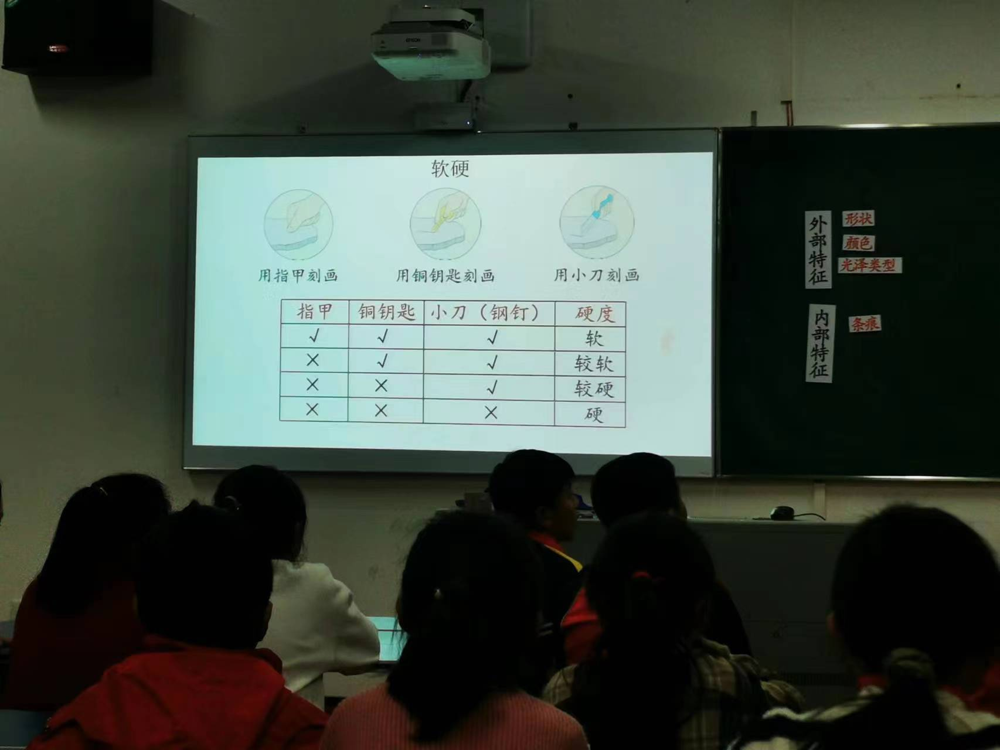 EPSON
软硬
用指甲刻画 用铜钥匙刻画 用小刀刻画
指甲 铜钥匙 小刀（钢钉） 硬度
√ √ √ 软
× √ √ 较软
× × √ 较硬
× × × 硬
外部特征
形状
颜色
光泽类型
内部特征
条痕